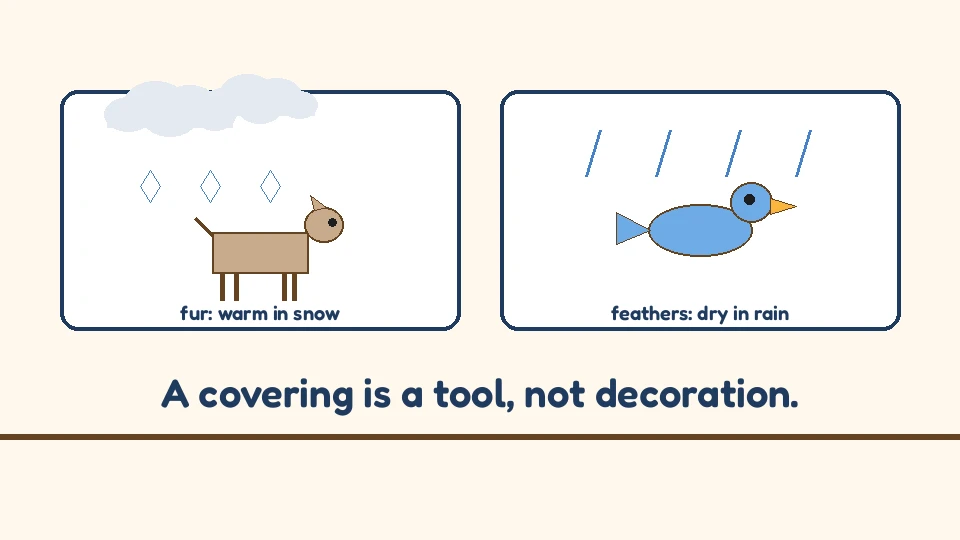 fur: warm in snow
feathers: dry in rain
A covering is a tool, not decoration.